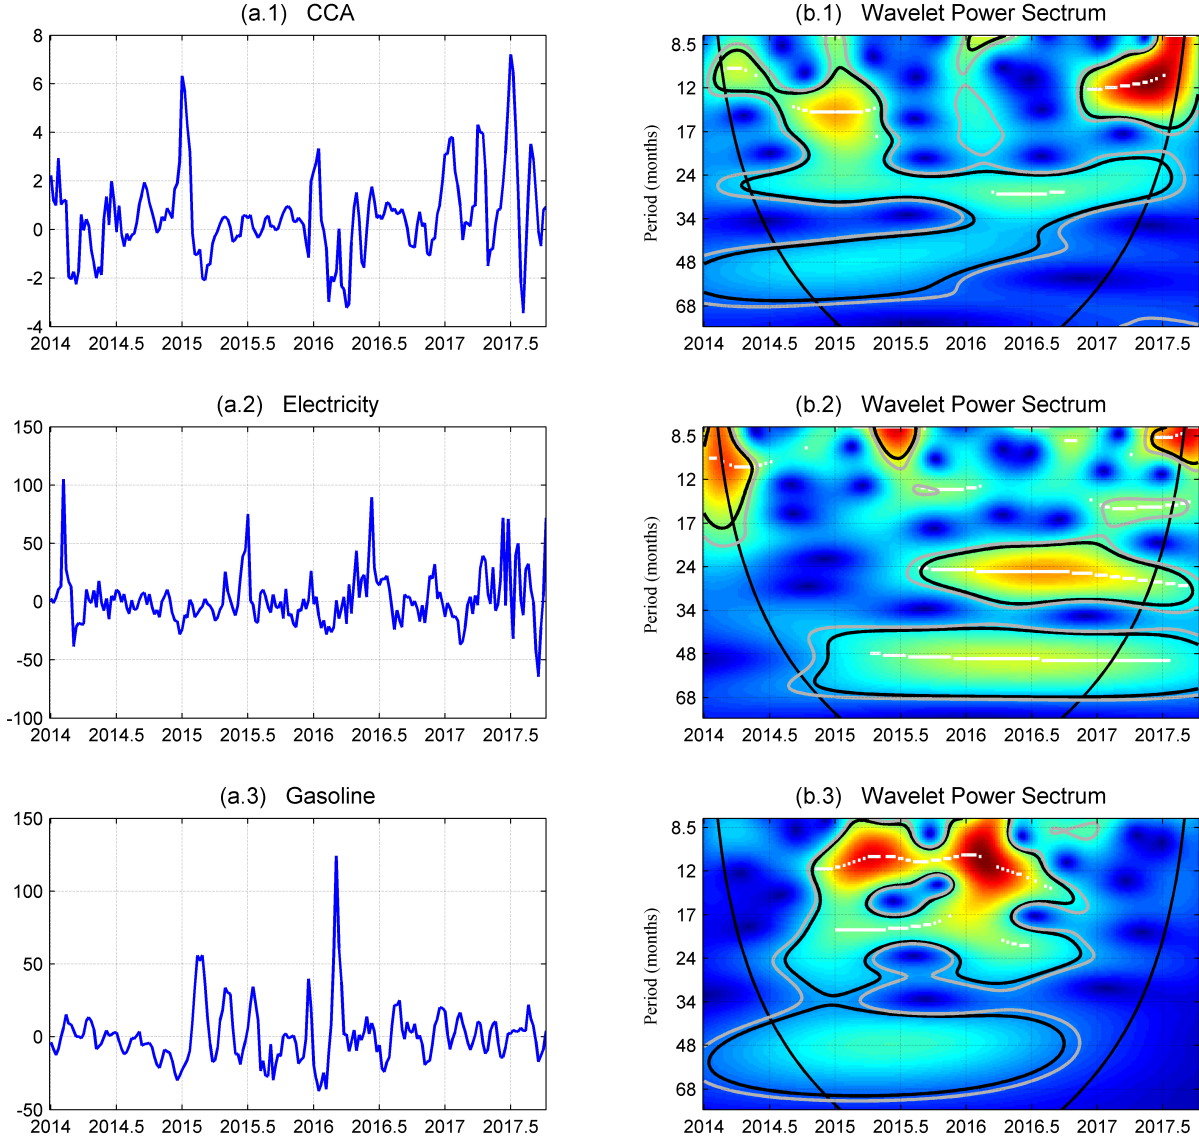 (a.1) CCA
8
6
4
2
0
-2
-4
2014 2014.5 2015 2015.5 2016 2016.5 2017 2017.5
(b.1) Wavelet Power Sectrum
Period (months)
8.5
12
17
24
34
48
68
2014 2014.5 2015 2015.5 2016 2016.5 2017 2017.5
(a.2) Electricity
150
100
50
0
-50
-100
2014 2014.5 2015 2015.5 2016 2016.5 2017 2017.5
(b.2) Wavelet Power Sectrum
Period (months)
8.5
12
17
24
34
48
68
2014 2014.5 2015 2015.5 2016 2016.5 2017 2017.5
(a.3) Gasoline
150
100
50
0
-50
2014 2014.5 2015 2015.5 2016 2016.5 2017 2017.5
(b.3) Wavelet Power Sectrum
Period (months)
8.5
12
17
24
34
48
68
2014 2014.5 2015 2015.5 2016 2016.5 2017 2017.5